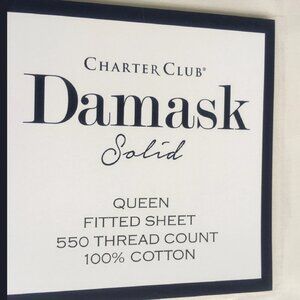 CHARTER CLUB®
Damask
Solid
QUEEN
FITTED SHEET
550 THREAD COUNT
100% COTTON